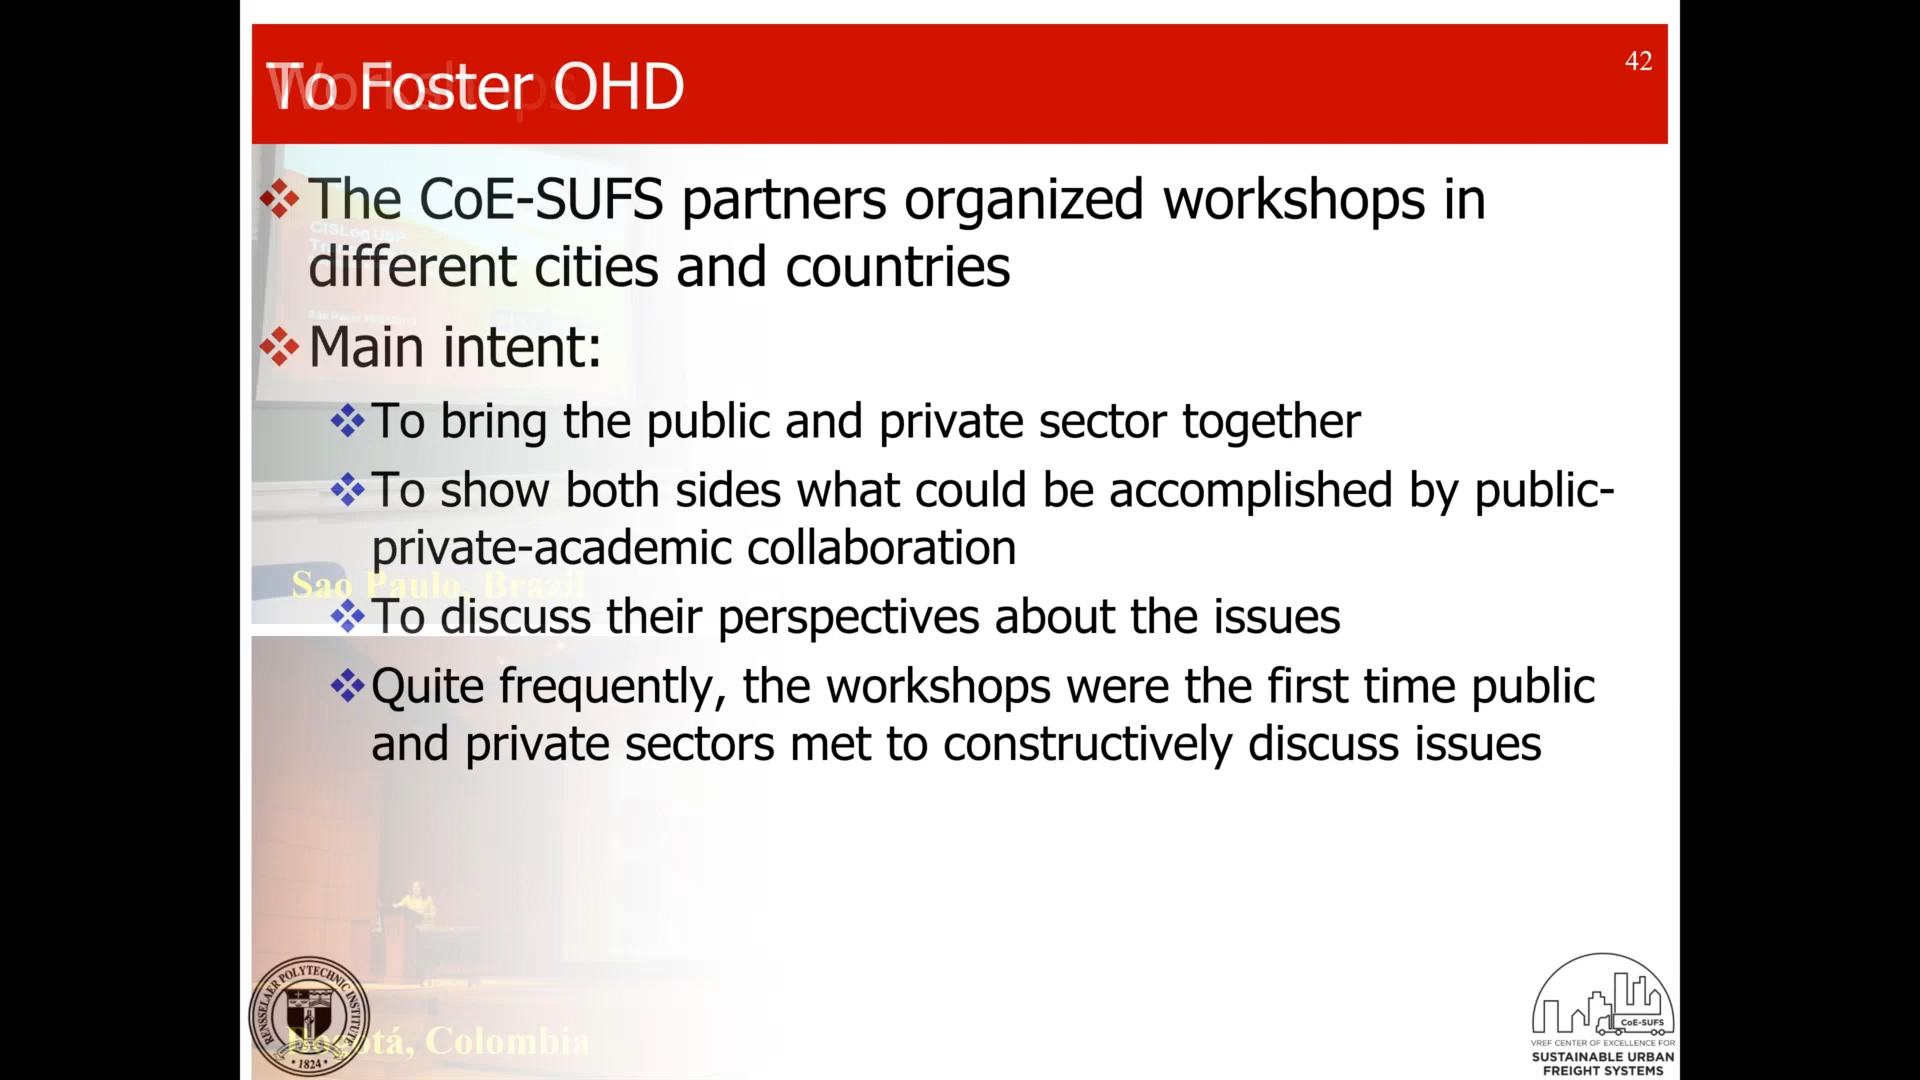 To Foster OHD
Workshops
42
The CoE-SUFS partners organized workshops in
different cities and countries
Main intent:
To bring the public and private sector together
To show both sides what could be accomplished by public-
private-academic collaboration
Sao Paulo, Brazil
To discuss their perspectives about the issues
Quite frequently, the workshops were the first time public
and private sectors met to constructively discuss issues
RENSSELAER POLYTECHNIC INSTITUTE
1824
Bogotá, Colombia
CoE-SUFS
VREF CENTER OF EXCELLENCE FOR
SUSTAINABLE URBAN
FREIGHT SYSTEMS